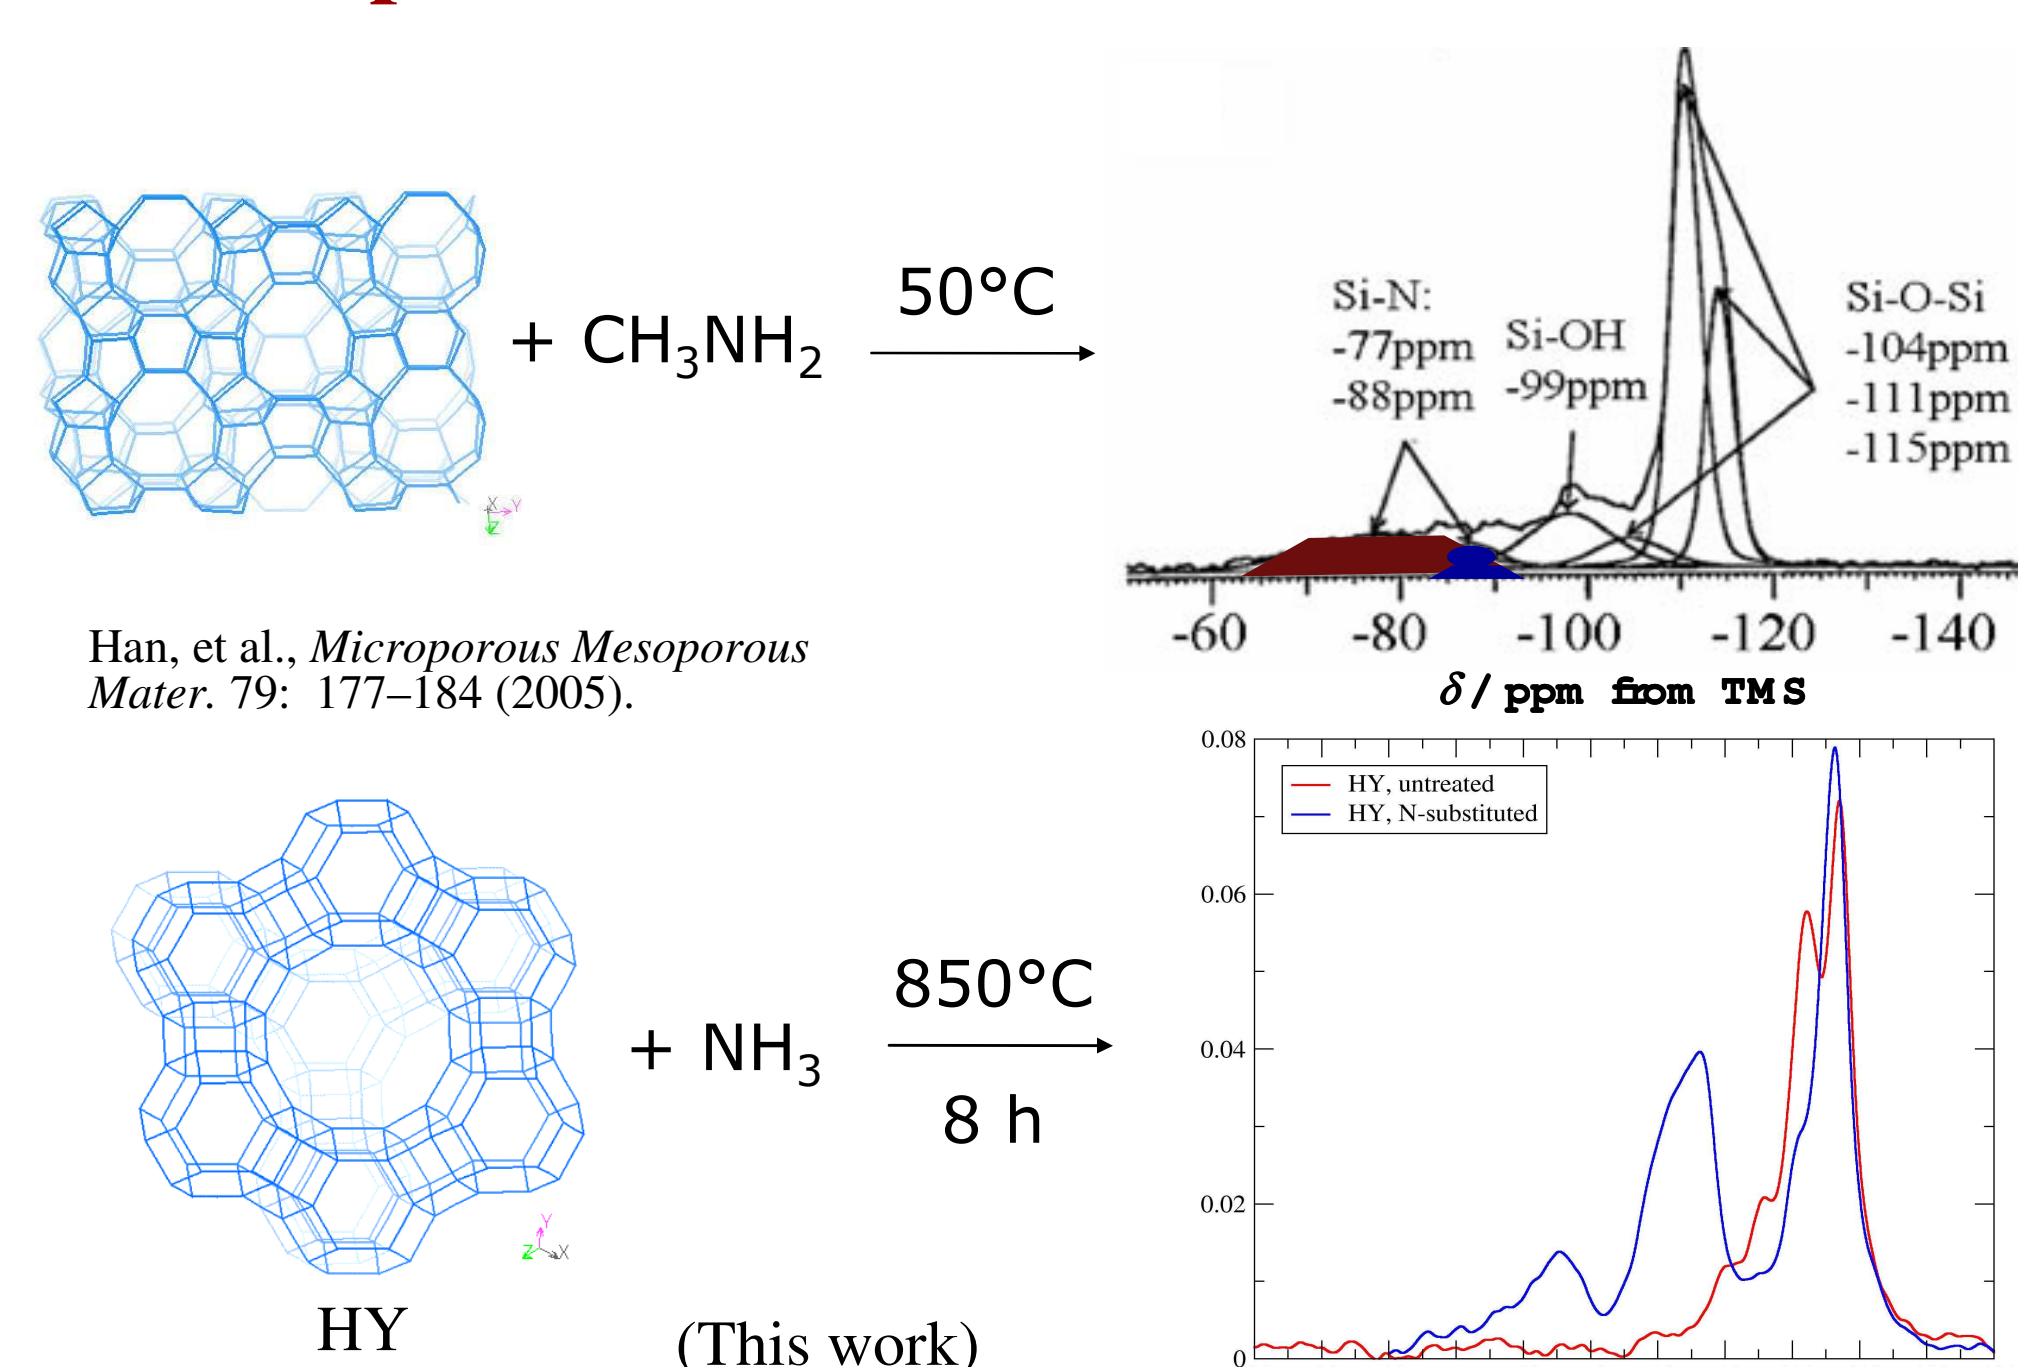 + CH₃NH₂
50°C
Si-N:
-77ppm
-88ppm
Si-OH
-99ppm
Si-O-Si
-104ppm
-111ppm
-115ppm
X
Y
Z
-60 -80 -100 -120 -140
δ/ppm from TMS
Han, et al., Microporous Mesoporous
Mater. 79: 177–184 (2005).
0.08
0.06
0.04
0.02
0
HY, untreated
HY, N-substituted
+ NH₃
850°C
8 h
Y
Z
X
HY
(This work)